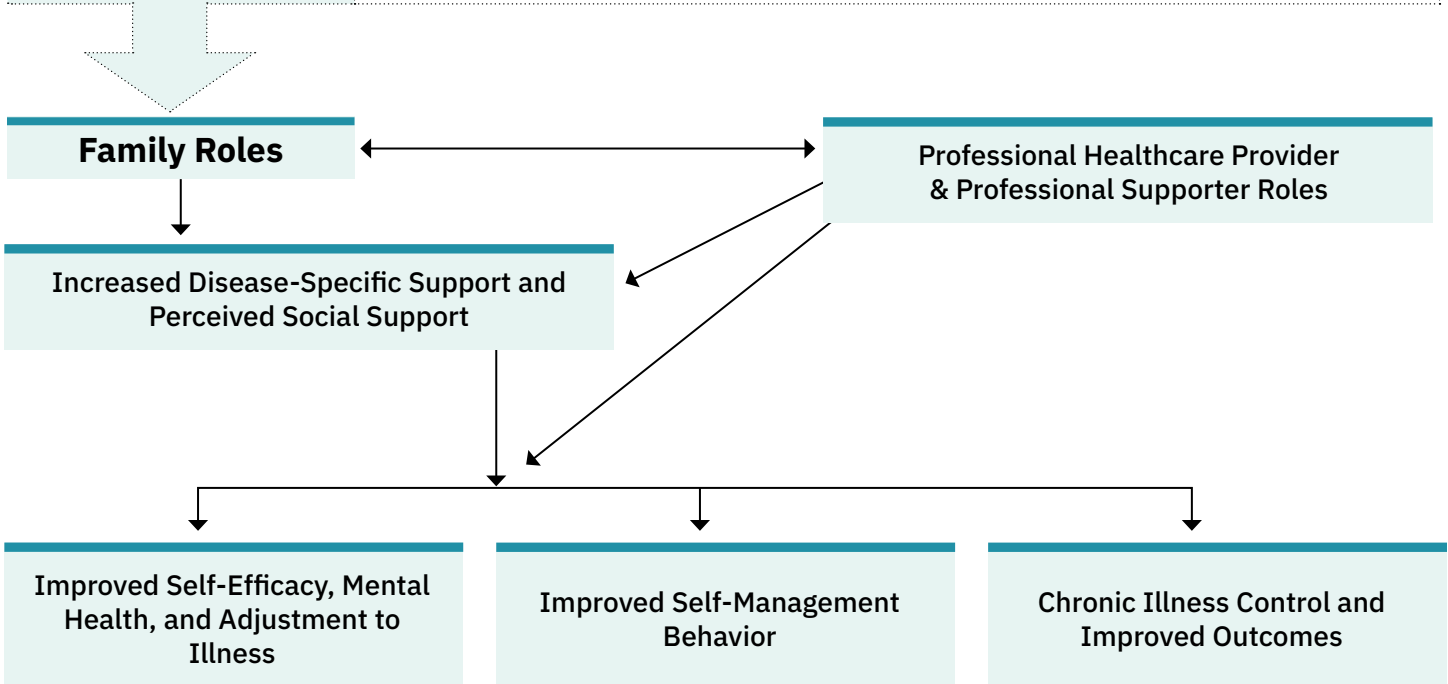 Family Roles
Professional Healthcare Provider
& Professional Supporter Roles
Increased Disease-Specific Support and
Perceived Social Support
Improved Self-Efficacy, Mental
Health, and Adjustment to
Illness
Improved Self-Management
Behavior
Chronic Illness Control and
Improved Outcomes